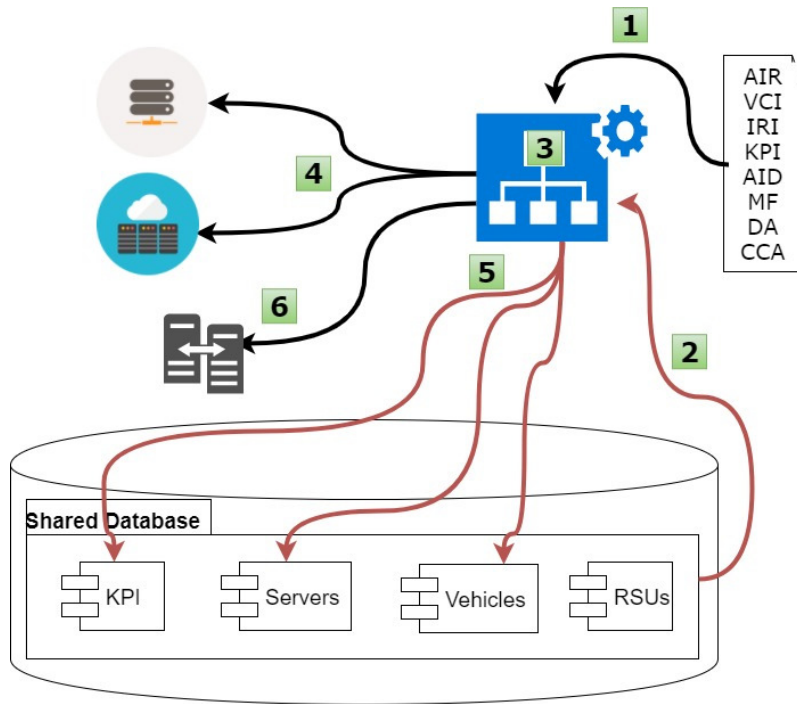 1
AIR
VCI
IRI
KPI
AID
MF
DA
CCA
3
4
5
6
2
Shared Database
KPI
Servers
Vehicles
RSUs